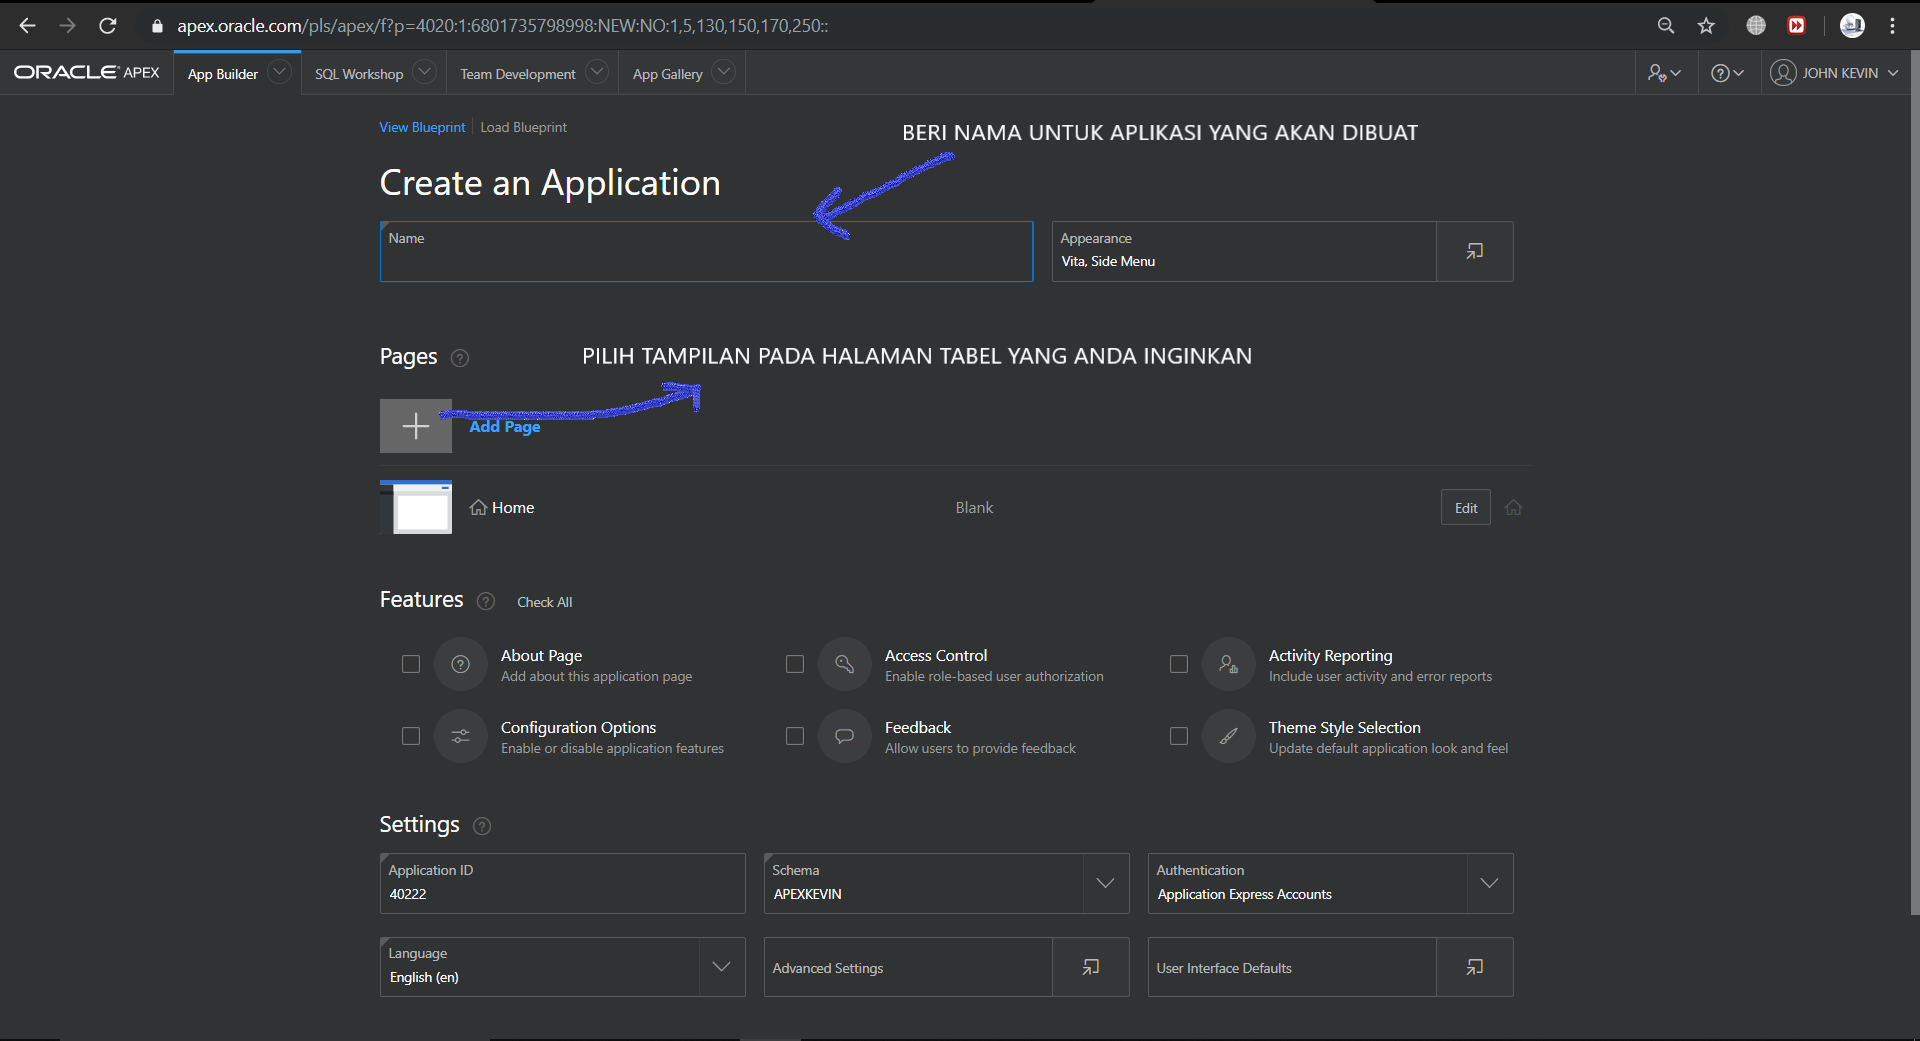 apex.oracle.com/pls/apex/f?p=4020:1:6801735798998:NEW:NO:1,5,130,150,170,250::
ORACLE APEX App Builder SQL Workshop Team Development App Gallery JOHN KEVIN
View Blueprint Load Blueprint
BERI NAMA UNTUK APLIKASI YANG AKAN DIBUAT
Create an Application
Name
Appearance
Vita, Side Menu
Pages ?
PILIH TAMPILAN PADA HALAMAN TABEL YANG ANDA INGINKAN
Add Page
Home Blank Edit
Features ? Check All
About Page
Add about this application page
Access Control
Enable role-based user authorization
Activity Reporting
Include user activity and error reports
Configuration Options
Enable or disable application features
Feedback
Allow users to provide feedback
Theme Style Selection
Update default application look and feel
Settings ?
Application ID
40222
Schema
APEXKEVIN
Authentication
Application Express Accounts
Language
English (en)
Advanced Settings
User Interface Defaults